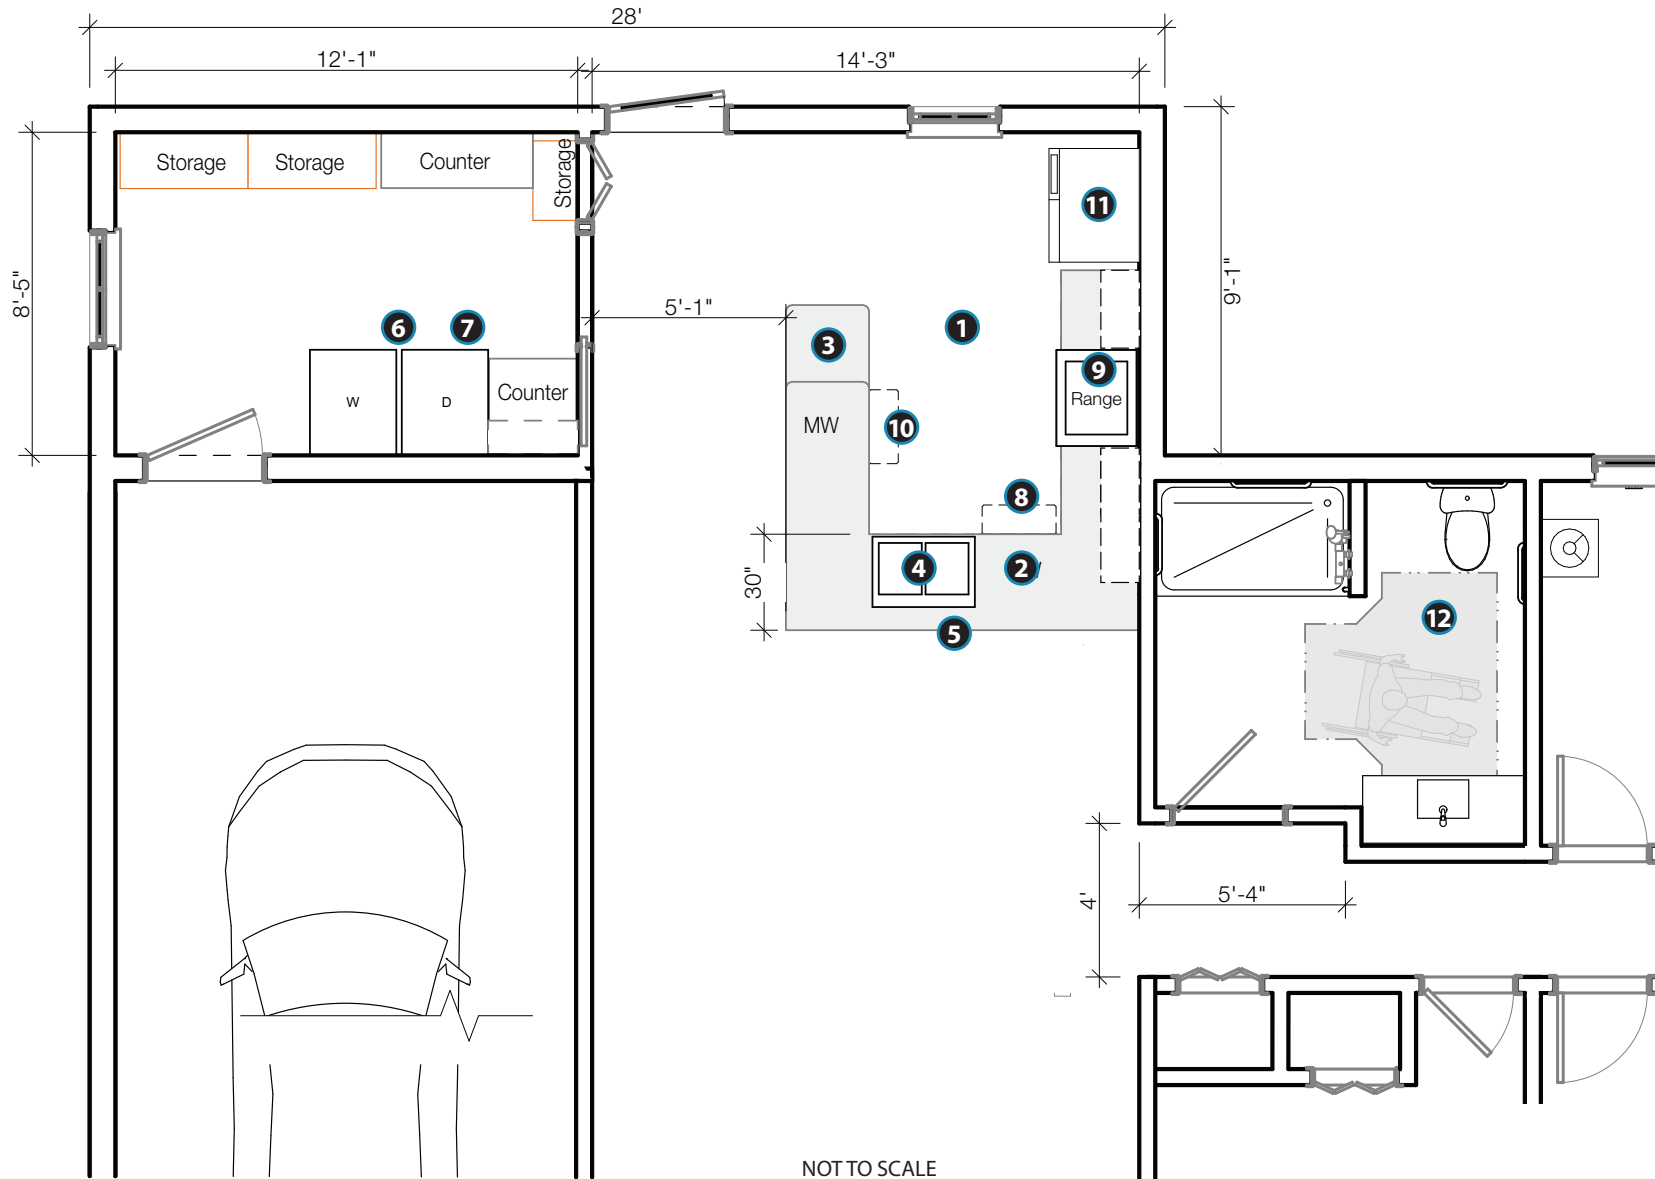 28'
12'-1"
14'-3"
Storage
Storage
Counter
Storage
11
8'-5"
9'-1"
5'-1"
6
7
3
1
9
Range
W
D
Counter
MW
10
8
30"
4
2
5
12
4'
5'-4"
NOT TO SCALE